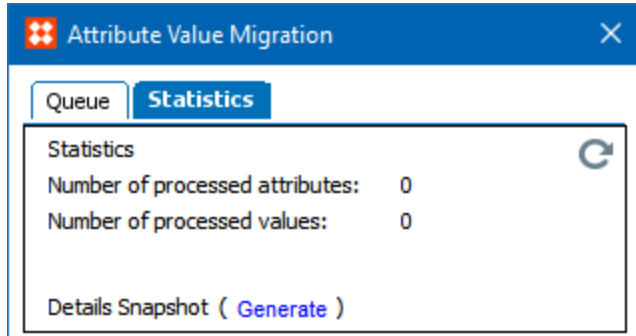 Attribute Value Migration
Queue Statistics
Statistics
Number of processed attributes: 0
Number of processed values: 0
Details Snapshot ( Generate )